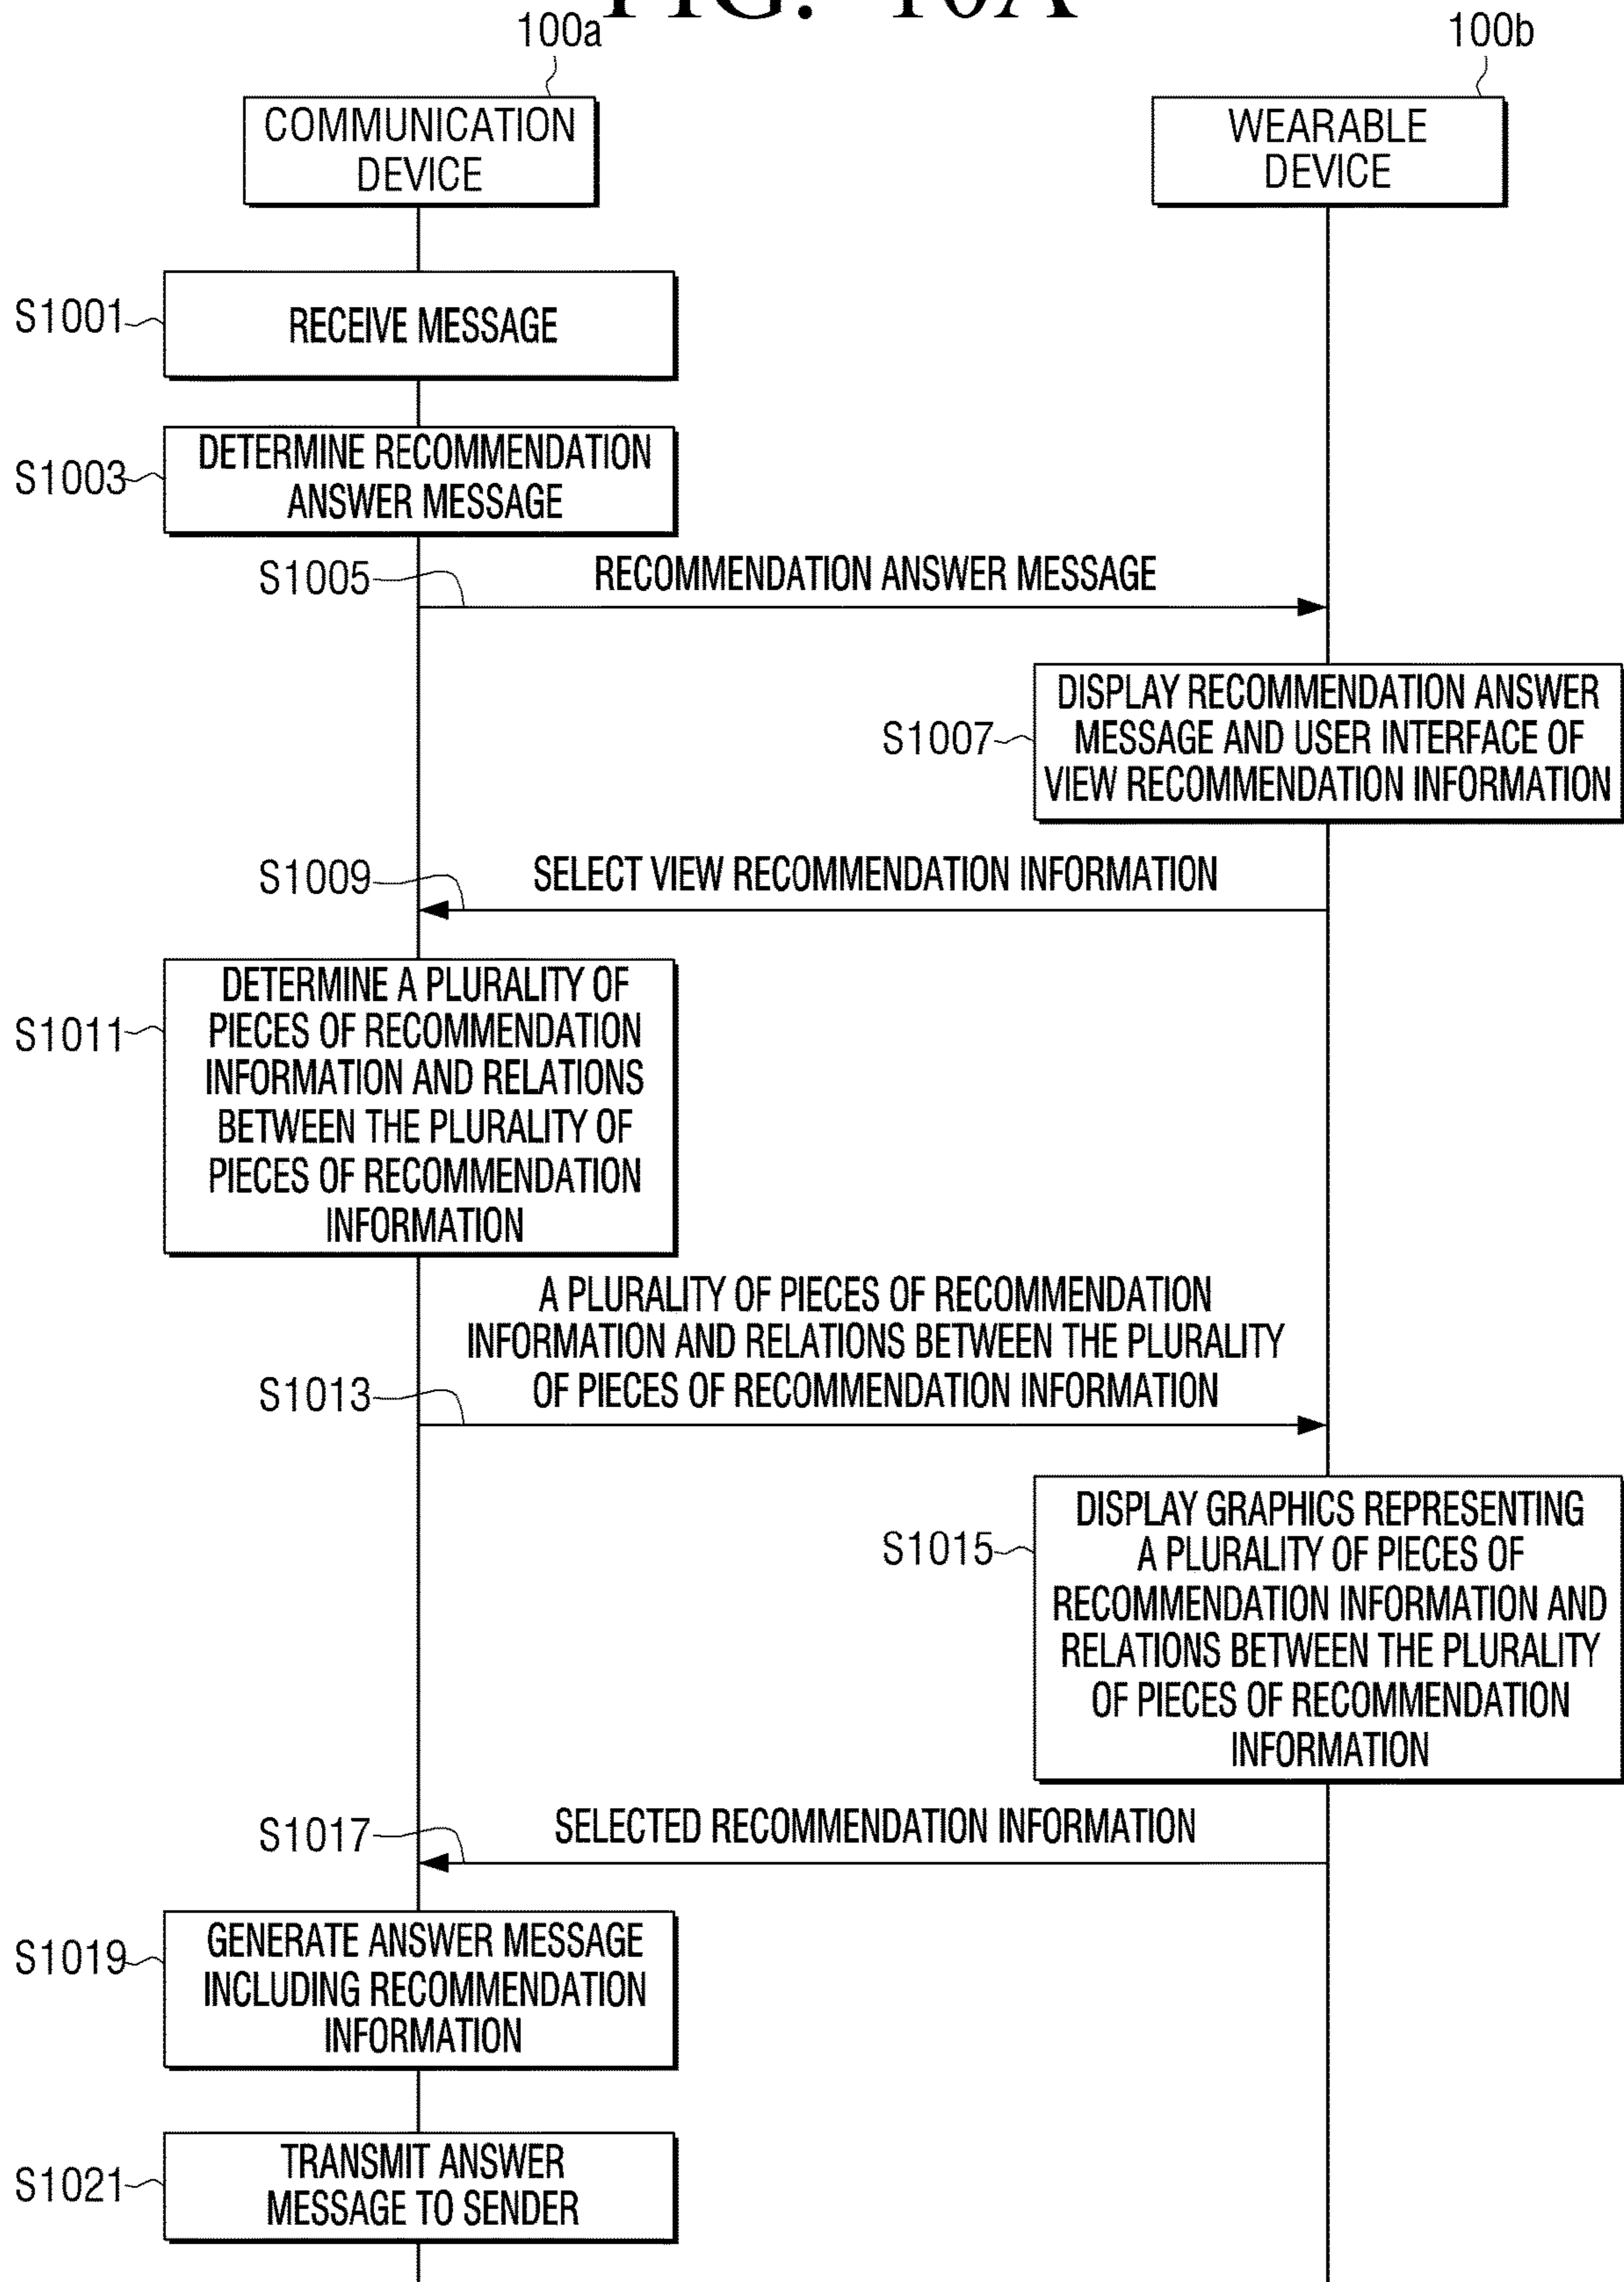 FIG. 10A
100a
100b
COMMUNICATION
DEVICE
WEARABLE
DEVICE
S1001
RECEIVE MESSAGE
S1003
DETERMINE RECOMMENDATION
ANSWER MESSAGE
S1005
RECOMMENDATION ANSWER MESSAGE
S1007
DISPLAY RECOMMENDATION ANSWER
MESSAGE AND USER INTERFACE OF
VIEW RECOMMENDATION INFORMATION
S1009
SELECT VIEW RECOMMENDATION INFORMATION
S1011
DETERMINE A PLURALITY OF
PIECES OF RECOMMENDATION
INFORMATION AND RELATIONS
BETWEEN THE PLURALITY OF
PIECES OF RECOMMENDATION
INFORMATION
A PLURALITY OF PIECES OF RECOMMENDATION
INFORMATION AND RELATIONS BETWEEN THE PLURALITY
OF PIECES OF RECOMMENDATION INFORMATION
S1013
S1015
DISPLAY GRAPHICS REPRESENTING
A PLURALITY OF PIECES OF
RECOMMENDATION INFORMATION AND
RELATIONS BETWEEN THE PLURALITY
OF PIECES OF RECOMMENDATION
INFORMATION
S1017
SELECTED RECOMMENDATION INFORMATION
S1019
GENERATE ANSWER MESSAGE
INCLUDING RECOMMENDATION
INFORMATION
S1021
TRANSMIT ANSWER
MESSAGE TO SENDER